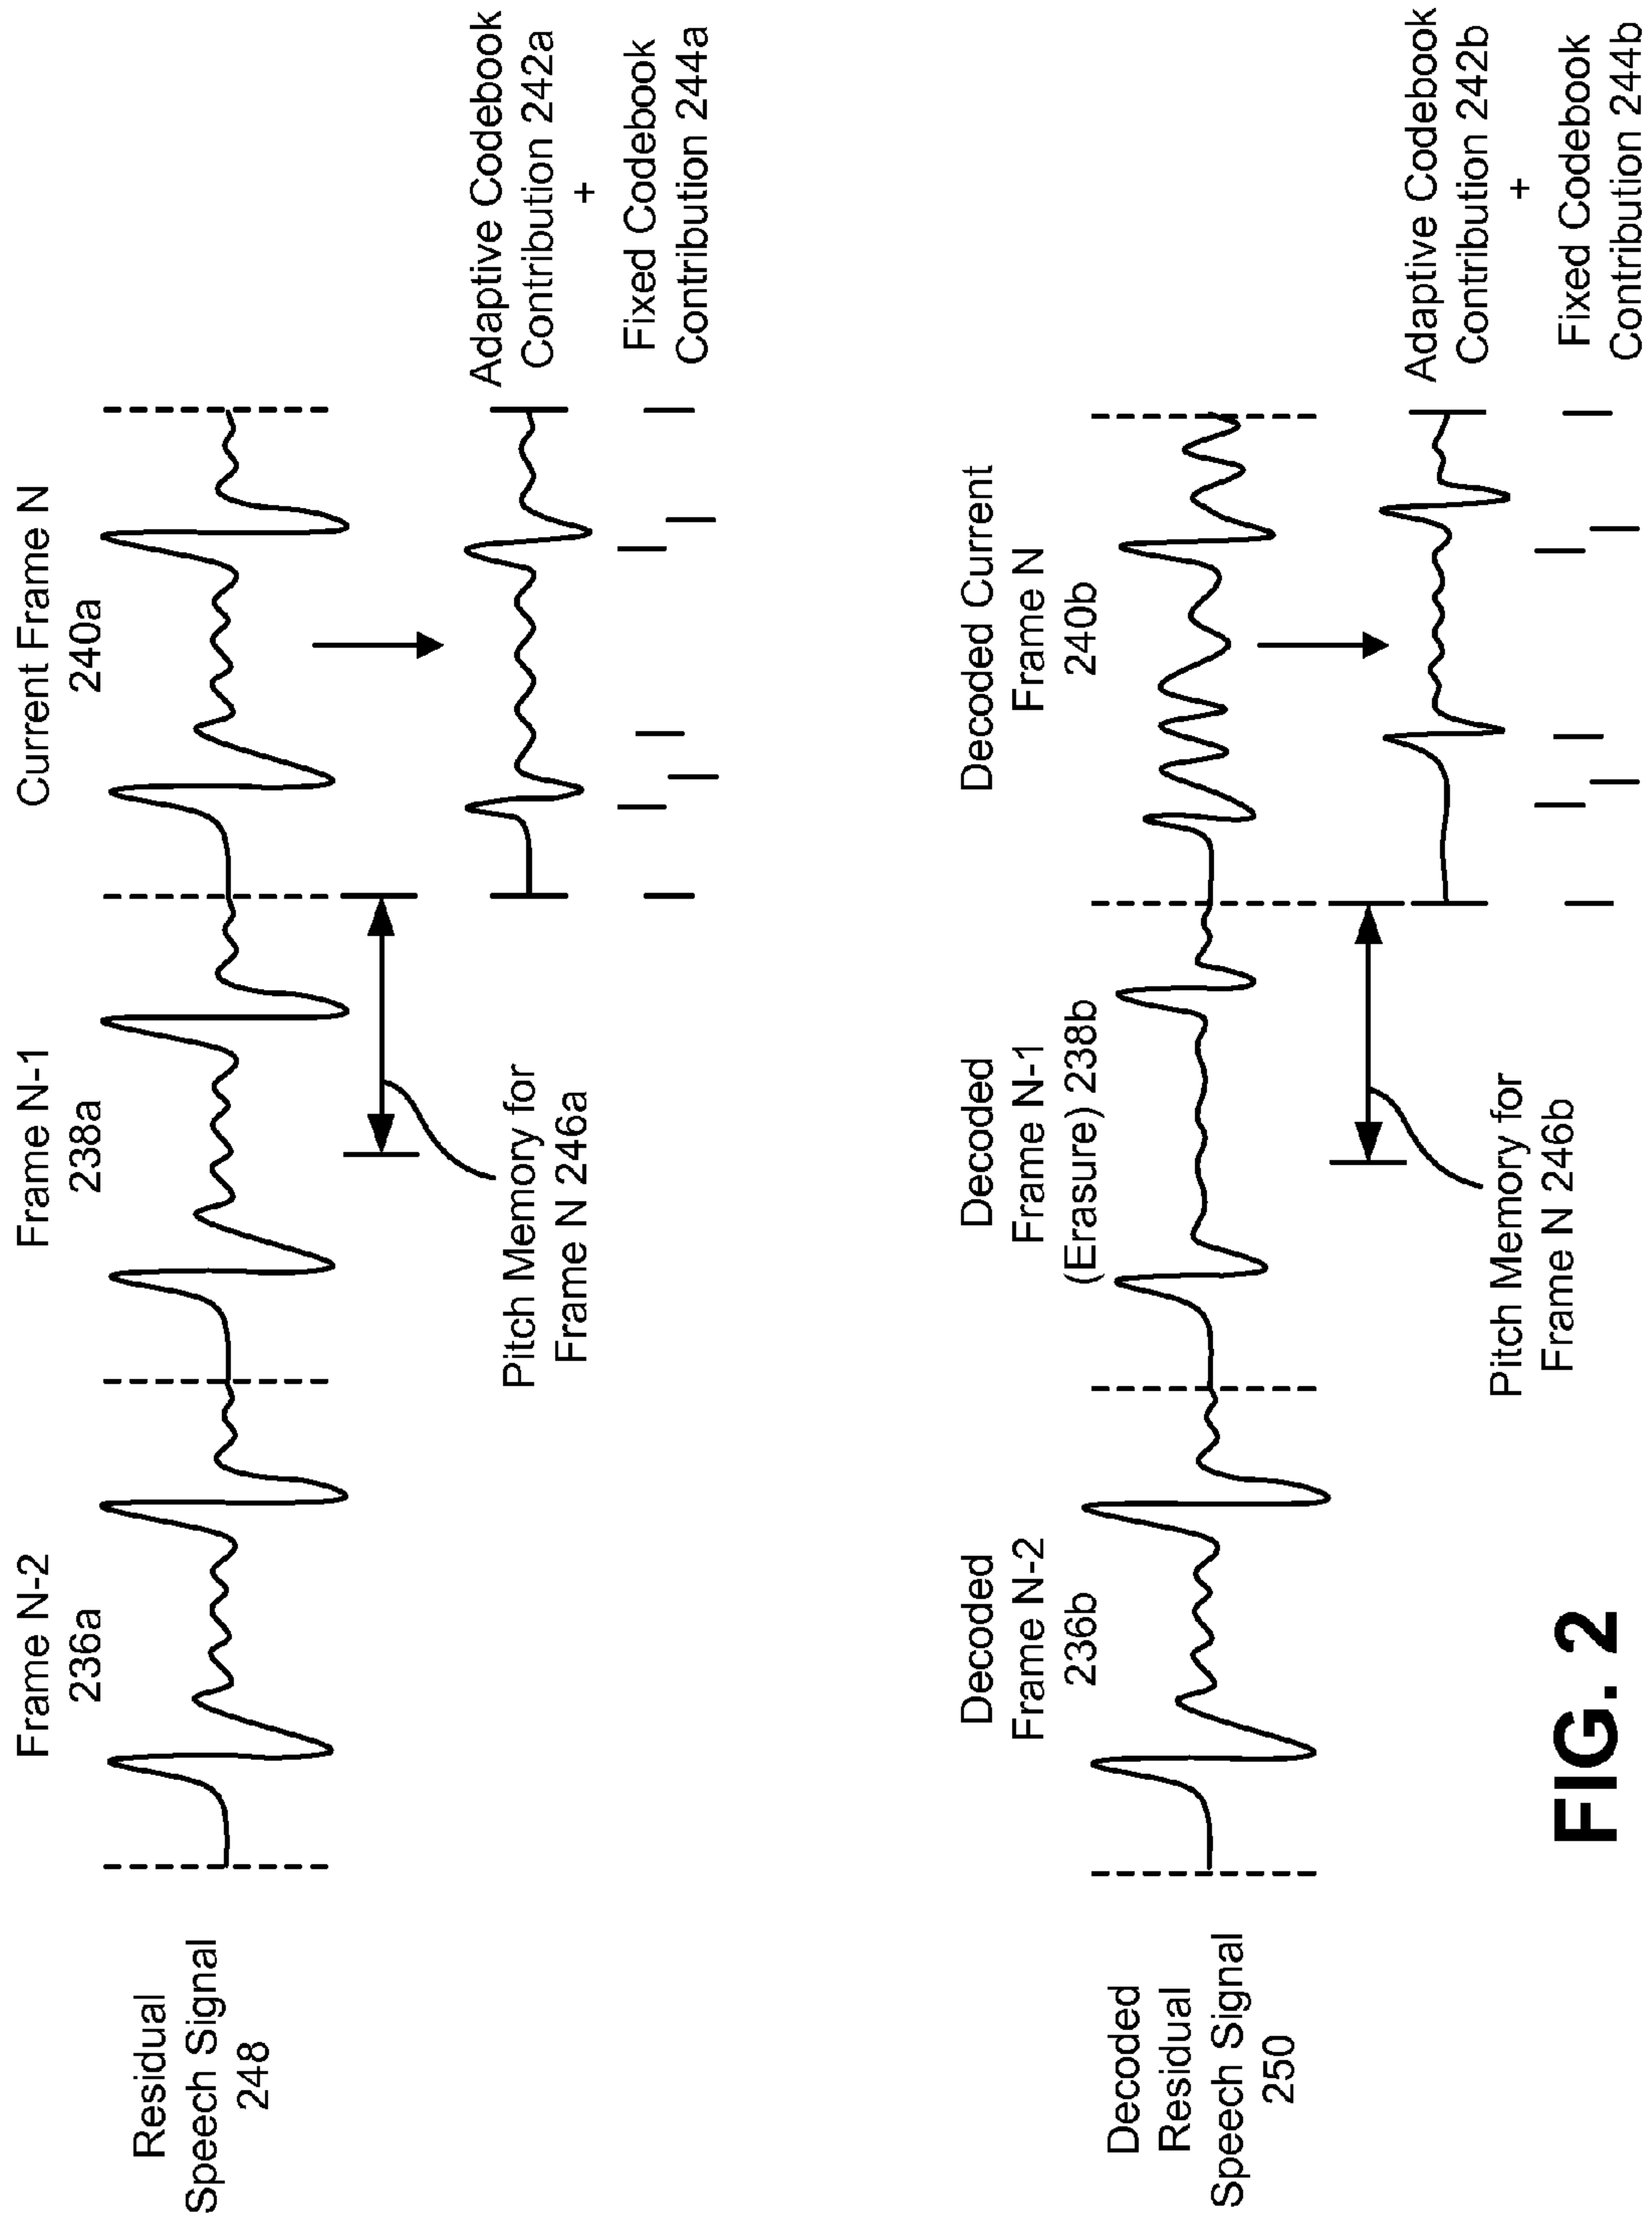 Residual
Speech Signal
248
Frame N-2
236a
Frame N-1
238a
Current Frame N
240a
Pitch Memory for
Frame N 246a
Adaptive Codebook
Contribution 242a
+
Fixed Codebook
Contribution 244a
Decoded
Residual
Speech Signal
250
Decoded
Frame N-2
236b
Decoded
Frame N-1
(Erasure) 238b
Decoded Current
Frame N
240b
Pitch Memory for
Frame N 246b
Adaptive Codebook
Contribution 242b
+
Fixed Codebook
Contribution 244b
FIG. 2